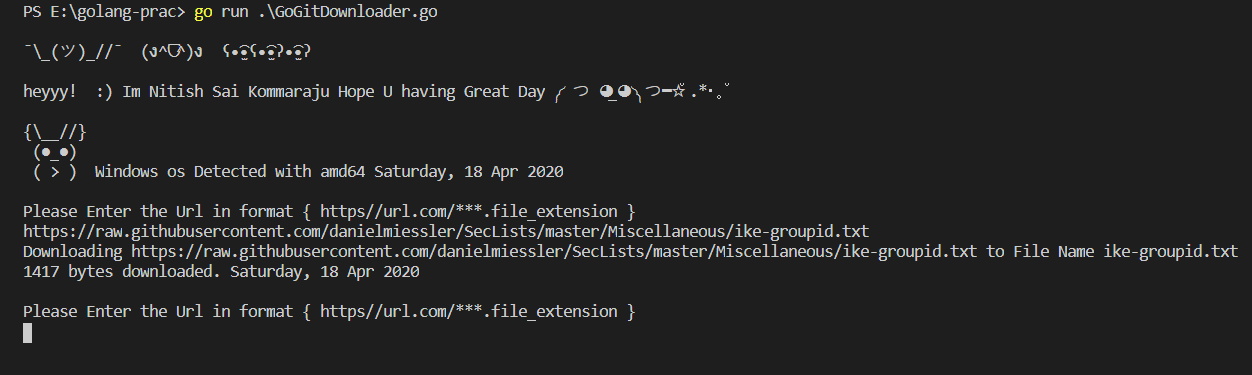 PS E:\golang-prac> go run .\GoGitDownloader.go
¯\_(ツ)_//¯  (ง^ᗜ^)ง  ʕ•͡ᴥʕ•͡ᴥʔ•͡ᴥʔ
heyyy!  :) Im Nitish Sai Kommaraju Hope U having Great Day ╭ つ ◕_◕╮つ━☆ .*･｡ﾟ
{\__//}
(●_●)
( > )  Windows os Detected with amd64 Saturday, 18 Apr 2020
Please Enter the Url in format { https//url.com/***.file_extension }
https://raw.githubusercontent.com/danielmiessler/SecLists/master/Miscellaneous/ike-groupid.txt
Downloading https://raw.githubusercontent.com/danielmiessler/SecLists/master/Miscellaneous/ike-groupid.txt to File Name ike-groupid.txt
1417 bytes downloaded. Saturday, 18 Apr 2020
Please Enter the Url in format { https//url.com/***.file_extension }